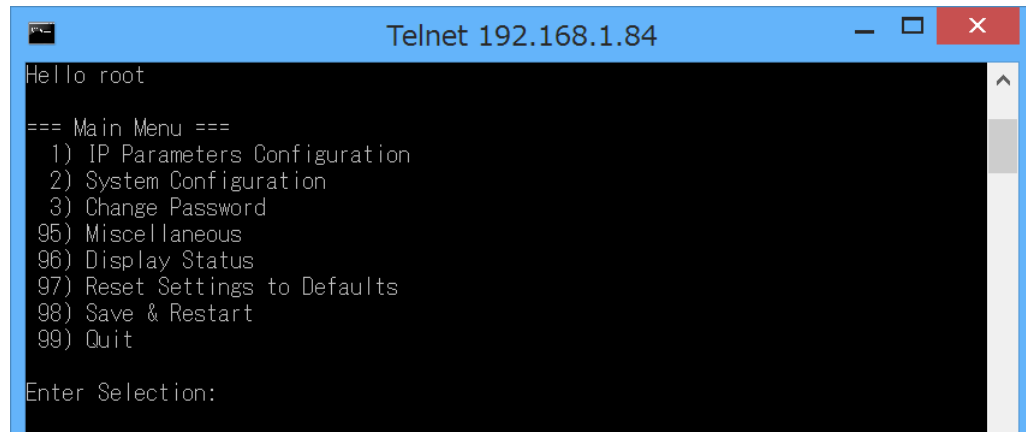 Telnet 192.168.1.84
Hello root
=== Main Menu ===
1) IP Parameters Configuration
2) System Configuration
3) Change Password
95) Miscellaneous
96) Display Status
97) Reset Settings to Defaults
98) Save & Restart
99) Quit
Enter Selection: